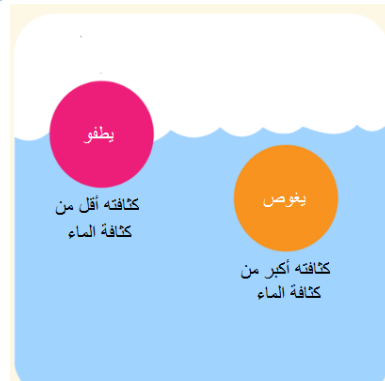 يطفو
كثافته أقل من
كثافة الماء
يغوص
كثافته أكبر من
كثافة الماء